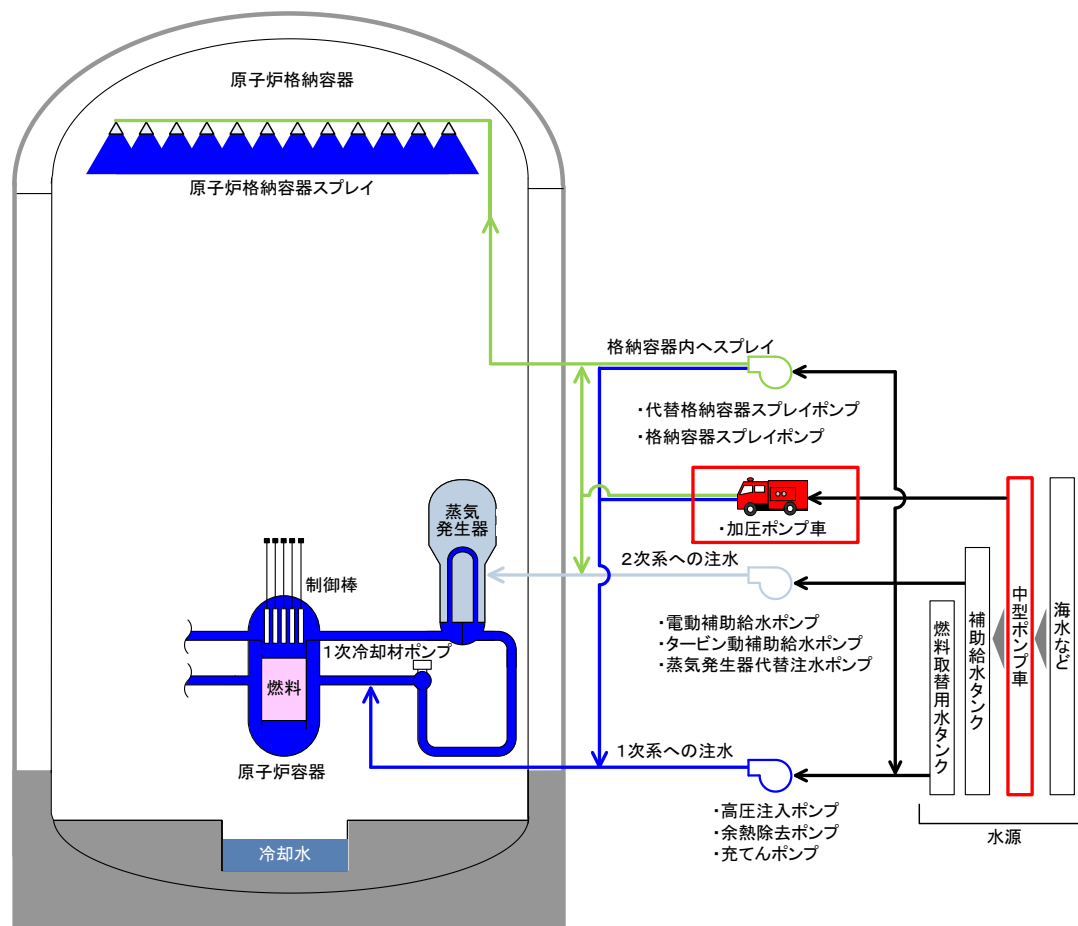 原子炉格納容器
原子炉格納容器スプレイ
格納容器内へスプレイ
・代替格納容器スプレイポンプ
・格納容器スプレイポンプ
・加圧ポンプ車
蒸気
発生器
制御棒
1次冷却材ポンプ
燃料
原子炉容器
冷却水
2次系への注水
・電動補助給水ポンプ
・タービン動補助給水ポンプ
・蒸気発生器代替注水ポンプ
1次系への注水
・高圧注入ポンプ
・余熱除去ポンプ
・充てんポンプ
燃料取替用水タンク
補助給水タンク
中型ポンプ車
海水など
水源